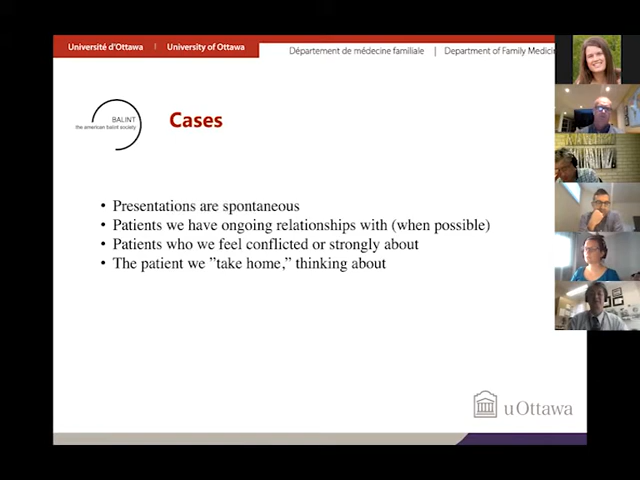 Université d'Ottawa | University of Ottawa
Département de médecine familiale | Department of Family Medicin
BALINT
the american balint society
Cases
• Presentations are spontaneous
• Patients we have ongoing relationships with (when possible)
• Patients who we feel conflicted or strongly about
• The patient we ”take home,” thinking about
uOttawa